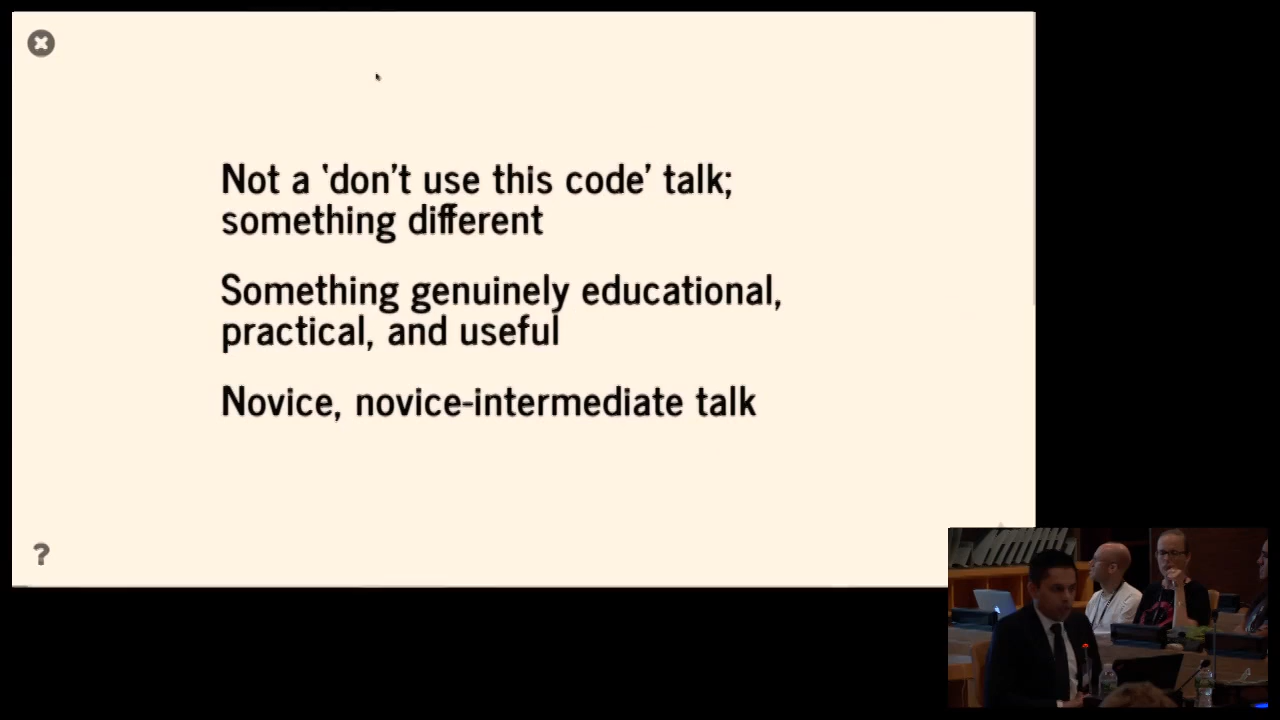 Not a ‘don’t use this code’ talk;
something different
Something genuinely educational,
practical, and useful
Novice, novice-intermediate talk
?